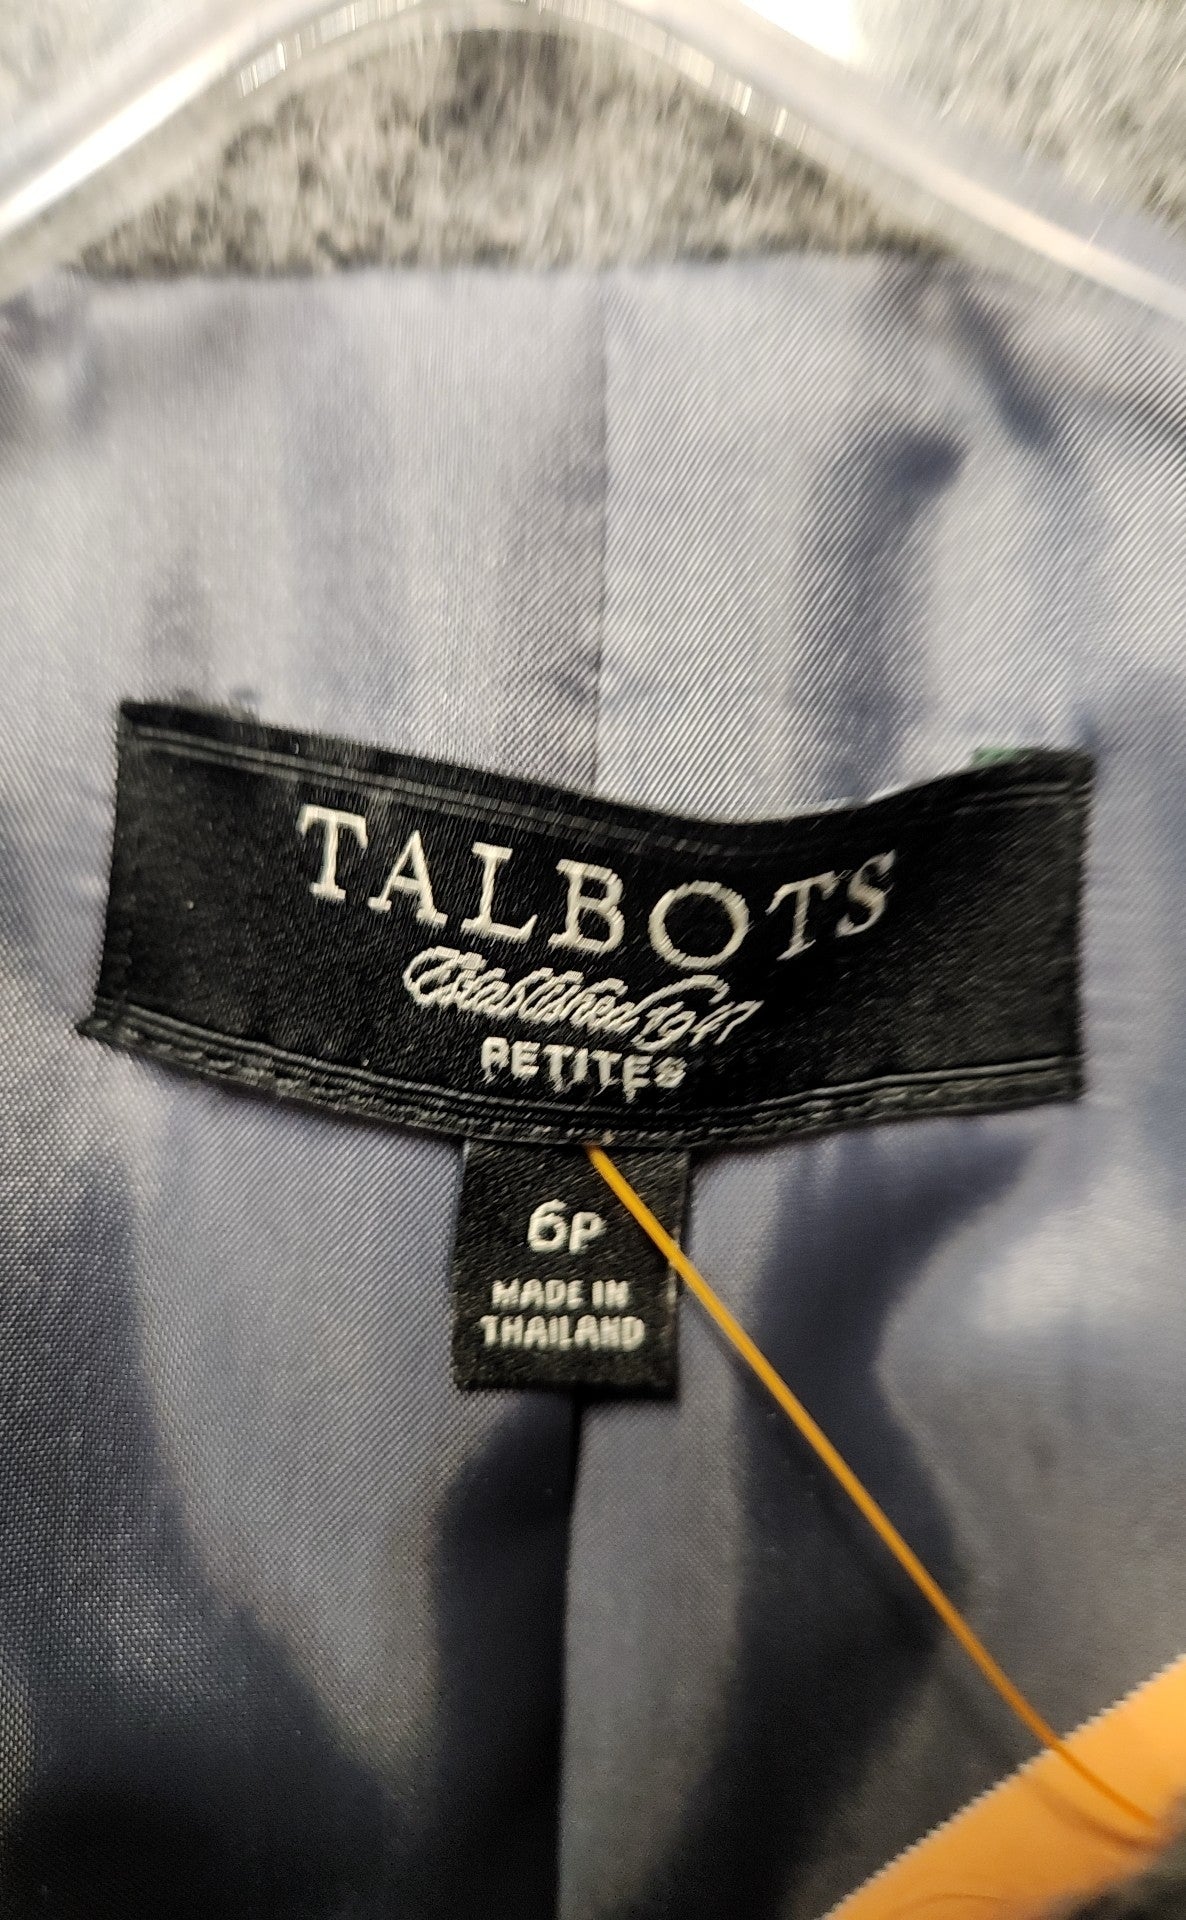 TALBOTS
Established 1947
PETITES
6P
MADE IN
THAILAND